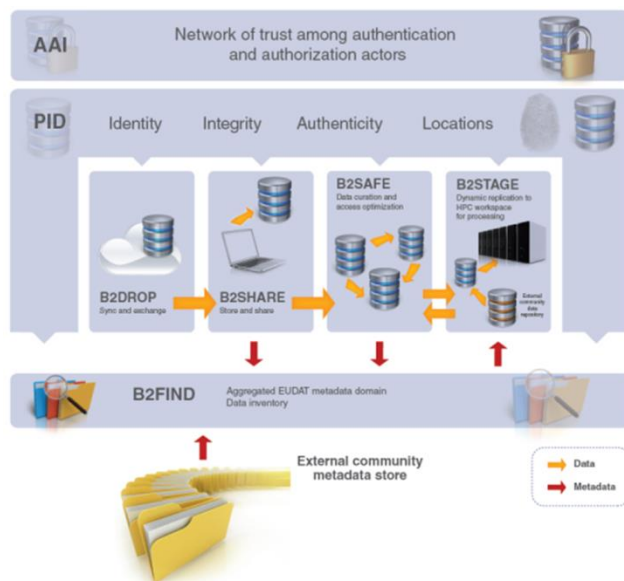 AAI
Network of trust among authentication
and authorization actors
PID
Identity
Integrity
Authenticity
Locations
B2DROP
Sync and exchange
B2SHARE
Store and share
B2SAFE
Data curation and
access optimization
B2STAGE
Dynamic replication to
HPC workspace
for processing
External
community
data
repository
B2FIND
Aggregated EUDAT metadata domain
Data inventory
External community
metadata store
Data
Metadata